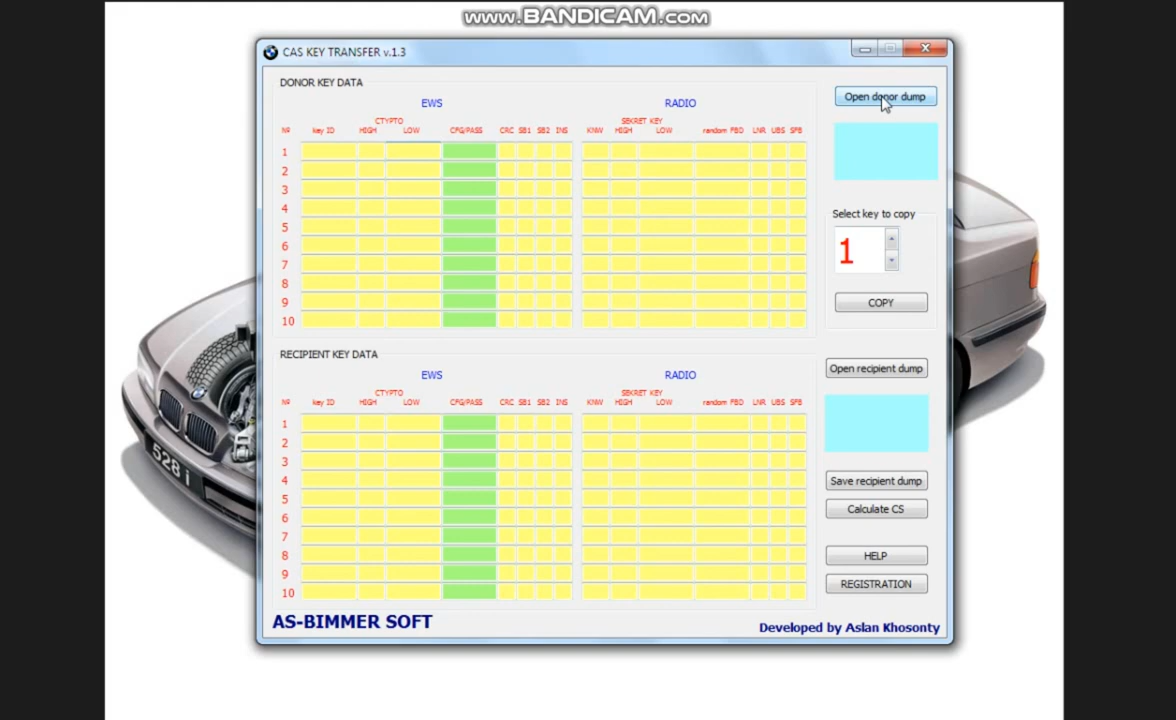 www.BANDICAM.com
CAS KEY TRANSFER v.1.3
DONOR KEY DATA
EWS RADIO
CTYPTO SEKRET KEY
№ key ID HIGH LOW CFG/PASS CRC SB1 SB2 INS KNW HIGH LOW random FBD LNR UBS SFB
1
2
3
4
5
6
7
8
9
10
Open donor dump
Select key to copy
1
COPY
RECIPIENT KEY DATA
EWS RADIO
CTYPTO SEKRET KEY
№ key ID HIGH LOW CFG/PASS CRC SB1 SB2 INS KNW HIGH LOW random FBD LNR UBS SFB
1
2
3
4
5
6
7
8
9
10
Open recipient dump
Save recipient dump
Calculate CS
HELP
REGISTRATION
AS-BIMMER SOFT
Developed by Aslan Khosonty
528 i